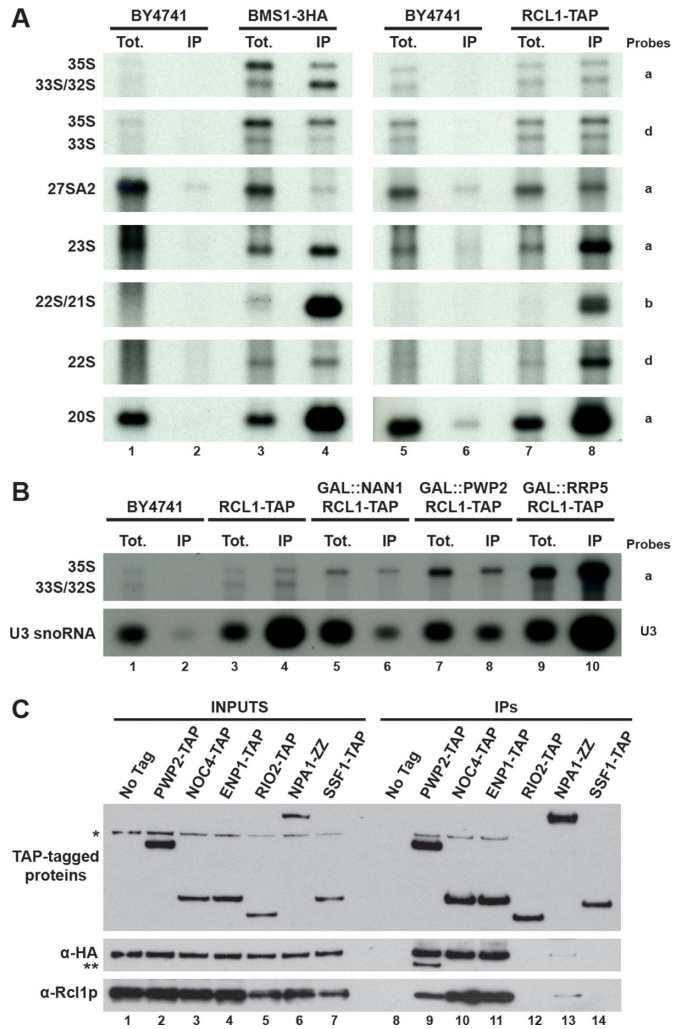 A
BY4741 BMS1-3HA BY4741 RCL1-TAP
Tot. IP Tot. IP Tot. IP Tot. IP Probes
35S
33S/32S
a
35S
33S
d
27SA2 a
23S a
22S/21S b
22S d
20S a
1 2 3 4 5 6 7 8
B
GAL::NAN1 GAL::PWP2 GAL::RRP5
BY4741 RCL1-TAP RCL1-TAP RCL1-TAP RCL1-TAP
Tot. IP Tot. IP Tot. IP Tot. IP Tot. IP Probes
35S
33S/32S
a
U3 snoRNA U3
1 2 3 4 5 6 7 8 9 10
C
INPUTS IPs
No Tag PWP2-TAP NOC4-TAP ENP1-TAP RIO2-TAP NPA1-ZZ SSF1-TAP No Tag PWP2-TAP NOC4-TAP ENP1-TAP RIO2-TAP NPA1-ZZ SSF1-TAP
*
TAP-tagged
proteins
α-HA
**
α-Rcl1p
1 2 3 4 5 6 7 8 9 10 11 12 13 14